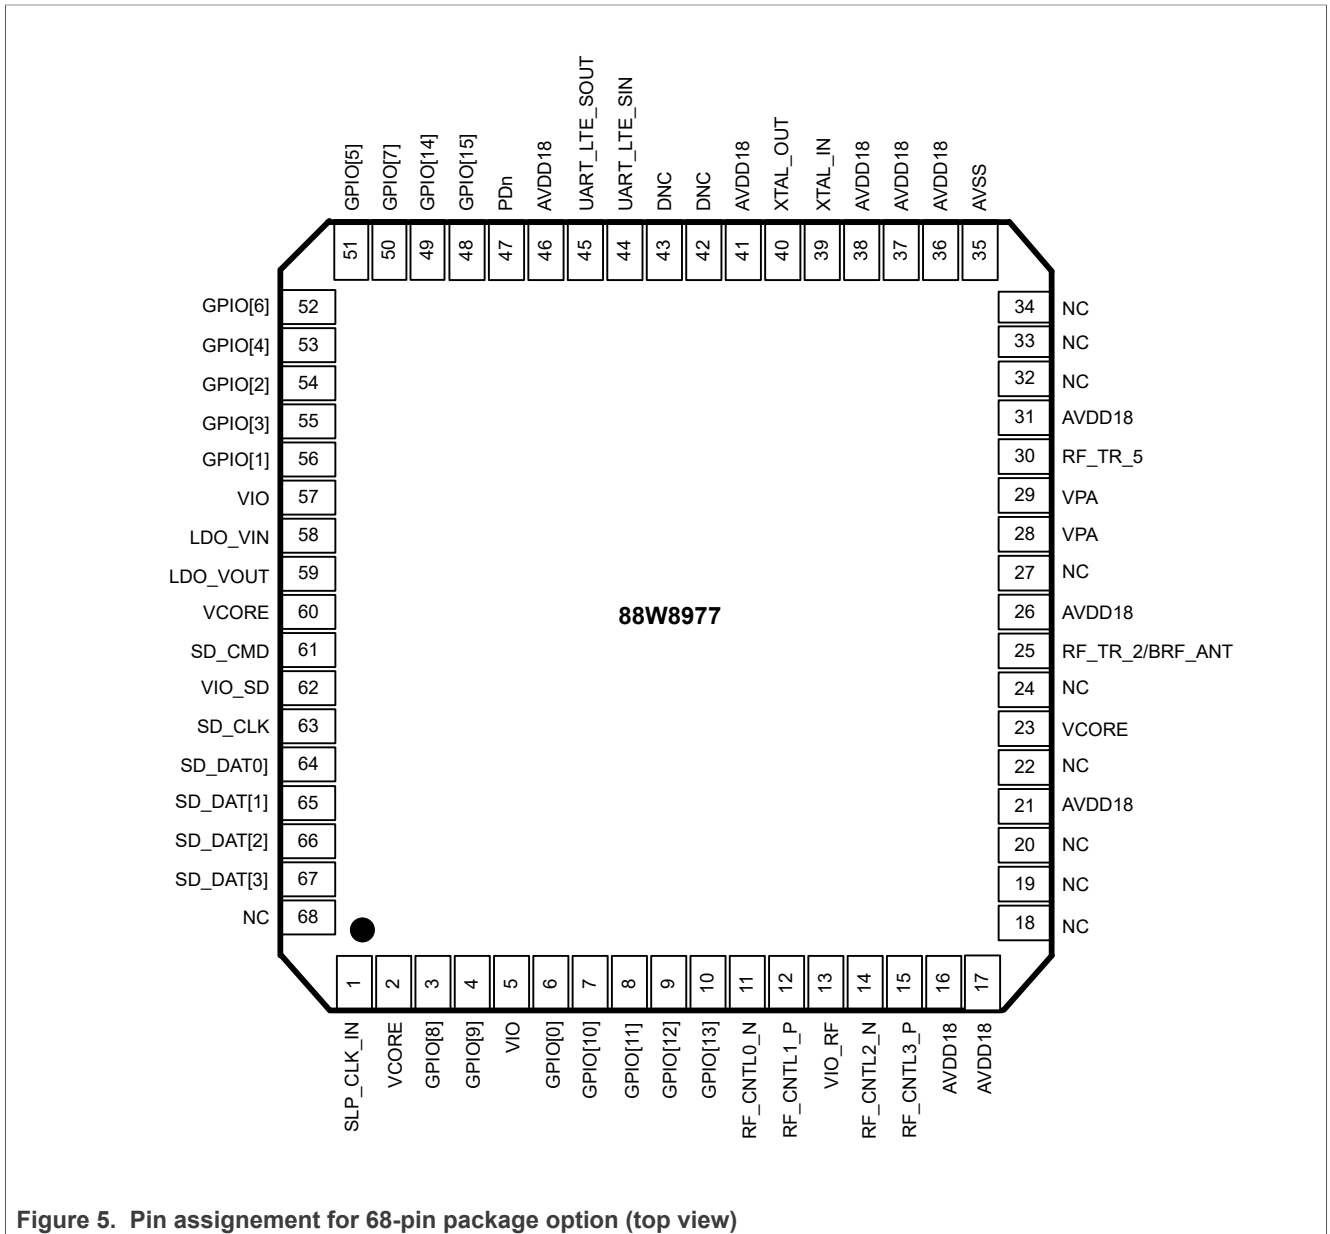 GPIO[5] GPIO[7] GPIO[14] GPIO[15] PDn AVDD18 UART_LTE_SOUT UART_LTE_SIN DNC DNC AVDD18 XTAL_OUT XTAL_IN AVDD18 AVDD18 AVDD18 AVSS
51 50 49 48 47 46 45 44 43 42 41 40 39 38 37 36 35
GPIO[6] 52
GPIO[4] 53
GPIO[2] 54
GPIO[3] 55
GPIO[1] 56
VIO 57
LDO_VIN 58
LDO_VOUT 59
VCORE 60
SD_CMD 61
VIO_SD 62
SD_CLK 63
SD_DAT0] 64
SD_DAT[1] 65
SD_DAT[2] 66
SD_DAT[3] 67
NC 68
88W8977
34 NC
33 NC
32 NC
31 AVDD18
30 RF_TR_5
29 VPA
28 VPA
27 NC
26 AVDD18
25 RF_TR_2/BRF_ANT
24 NC
23 VCORE
22 NC
21 AVDD18
20 NC
19 NC
18 NC
1 2 3 4 5 6 7 8 9 10 11 12 13 14 15 16 17
SLP_CLK_IN VCORE GPIO[8] GPIO[9] VIO GPIO[0] GPIO[10] GPIO[11] GPIO[12] GPIO[13] RF_CNTL0_N RF_CNTL1_P VIO_RF RF_CNTL2_N RF_CNTL3_P AVDD18 AVDD18
Figure 5. Pin assignement for 68-pin package option (top view)